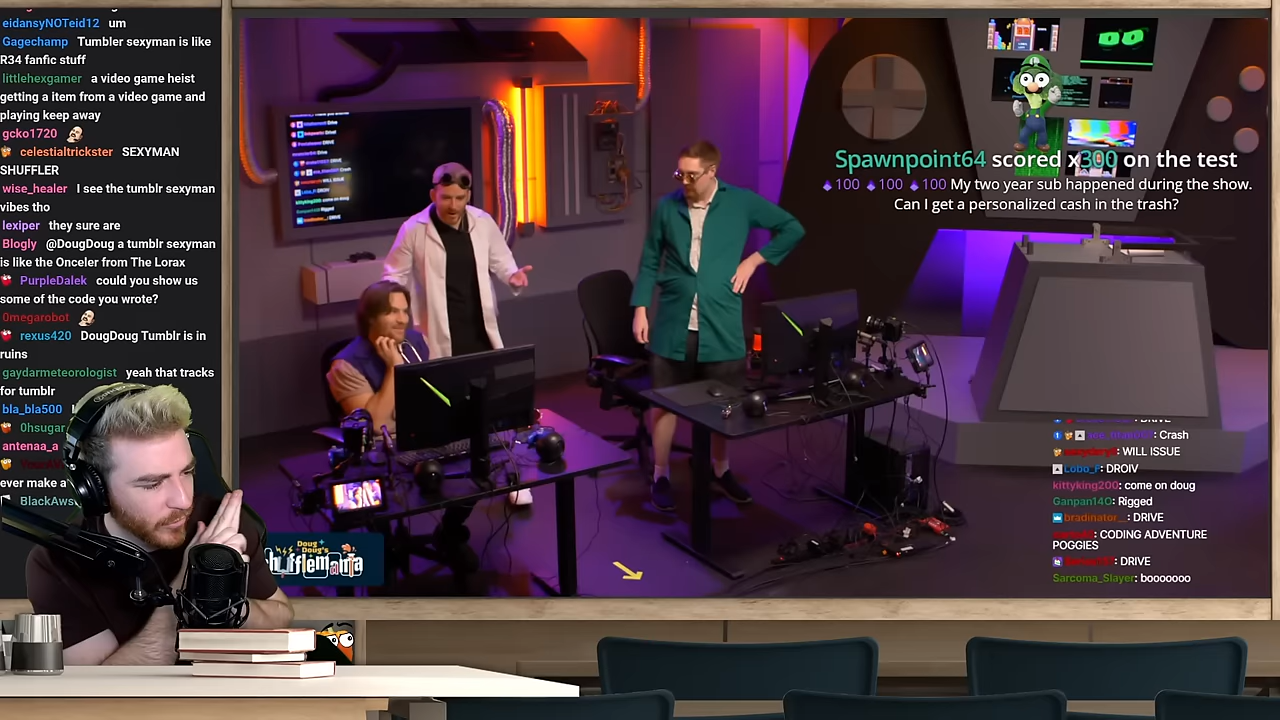 eidansyNOTeid12 um
Gagechamp Tumbler sexyman is like
R34 fanfic stuff
littlehexgamer a video game heist
getting a item from a video game and
playing keep away
gcko1720
celestialtrickster SEXYMAN
SHUFFLER
wise_healer I see the tumblr sexyman
vibes tho
lexiper they sure are
Blogly @DougDoug a tumblr sexyman
is like the Onceler from The Lorax
PurpleDalek could you show us
some of the code you wrote?
0megarobot
rexus420 DougDoug Tumblr is in
ruins
gaydarmeteorologist yeah that tracks
for tumblr
bla_bla500
0hsugar
antenaa_a
ever make a
BlackAws
Spawnpoint64 scored x300 on the test
100 100 100 My two year sub happened during the show.
Can I get a personalized cash in the trash?
Doug
Doug's
hufflemania
: DRIVE
: Crash
: WILL ISSUE
Lobo_F: DROIV
kittyking200: come on doug
Ganpan14O: Rigged
bradinator_: DRIVE
: CODING ADVENTURE
POGGIES
: DRIVE
Sarcoma_Slayer: booooooo